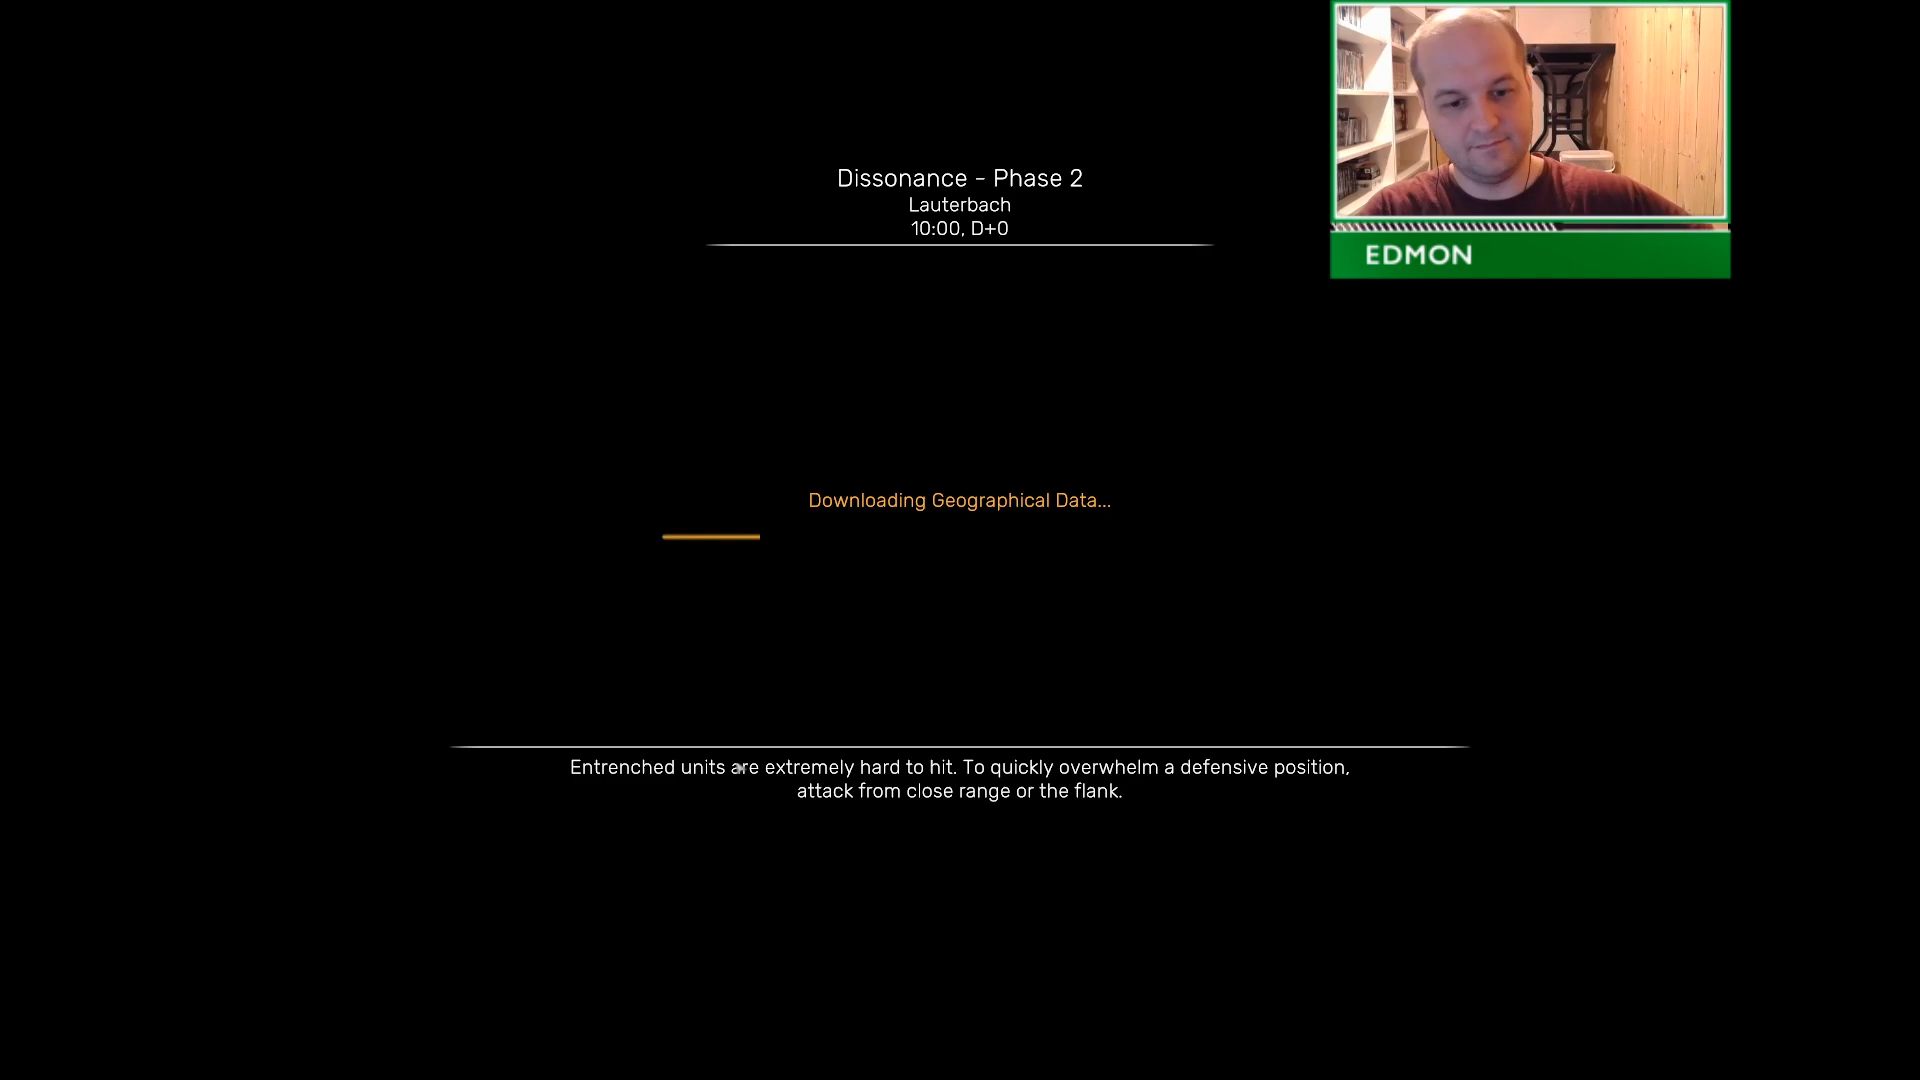 Dissonance - Phase 2
Lauterbach
10:00, D+0
EDMON
Downloading Geographical Data...
Entrenched units are extremely hard to hit. To quickly overwhelm a defensive position,
attack from close range or the flank.